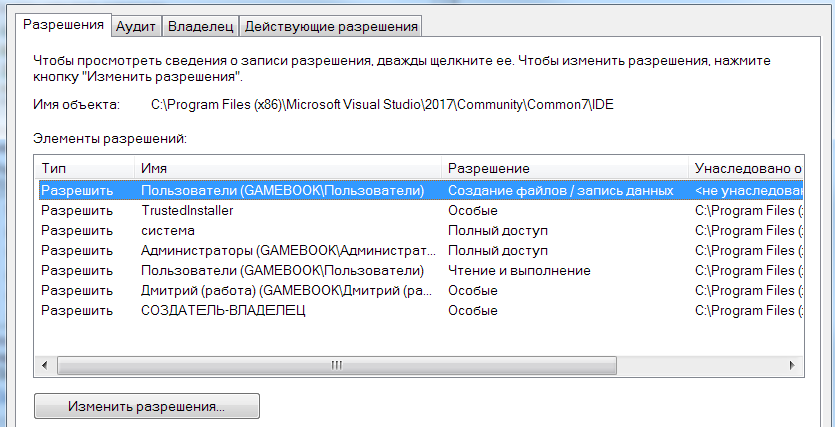 Разрешения Аудит Владелец Действующие разрешения
Чтобы просмотреть сведения о записи разрешения, дважды щелкните ее. Чтобы изменить разрешения, нажмите
кнопку "Изменить разрешения".
Имя объекта: C:\Program Files (x86)\Microsoft Visual Studio\2017\Community\Common7\IDE
Элементы разрешений:
Тип Имя Разрешение Унаследовано о
Разрешить Пользователи (GAMEBOOK\Пользователи) Создание файлов / запись данных <не унаследован
Разрешить TrustedInstaller Особые C:\Program Files (x
Разрешить система Полный доступ C:\Program Files (x
Разрешить Администраторы (GAMEBOOK\Администрат... Полный доступ C:\Program Files (x
Разрешить Пользователи (GAMEBOOK\Пользователи) Чтение и выполнение C:\Program Files (x
Разрешить Дмитрий (работа) (GAMEBOOK\Дмитрий (ра... Особые C:\Program Files (x
Разрешить СОЗДАТЕЛЬ-ВЛАДЕЛЕЦ Особые C:\Program Files (x
Изменить разрешения...